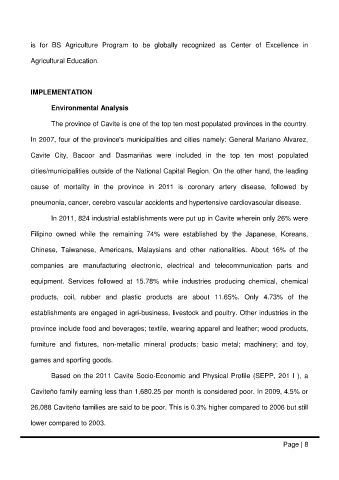 is for BS Agriculture Program to be globally recognized as Center of Excellence in
Agricultural Education.
IMPLEMENTATION
Environmental Analysis
The province of Cavite is one of the top ten most populated provinces in the country.
In 2007, four of the province's municipalities and cities namely: General Mariano Alvarez,
Cavite City, Bacoor and Dasmariñas were included in the top ten most populated
cities/municipalities outside of the National Capital Region. On the other hand, the leading
cause of mortality in the province in 2011 is coronary artery disease, followed by
pneumonia, cancer, cerebro vascular accidents and hypertensive cardiovascular disease.
In 2011, 824 industrial establishments were put up in Cavite wherein only 26% were
Filipino owned while the remaining 74% were established by the Japanese, Koreans,
Chinese, Taiwanese, Americans, Malaysians and other nationalities. About 16% of the
companies are manufacturing electronic, electrical and telecommunication parts and
equipment. Services followed at 15.78% while industries producing chemical, chemical
products, coil, rubber and plastic products are about 11.65%. Only 4.73% of the
establishments are engaged in agri-business, livestock and poultry. Other industries in the
province include food and beverages; textile, wearing apparel and leather; wood products,
furniture and fixtures, non-metallic mineral products; basic metal; machinery; and toy,
games and sporting goods.
Based on the 2011 Cavite Socio-Economic and Physical Profile (SEPP, 201 I ), a
Caviteño family earning less than 1,680.25 per month is considered poor. In 2009, 4.5% or
26,088 Caviteño families are said to be poor. This is 0.3% higher compared to 2006 but still
lower compared to 2003.
Page | 8